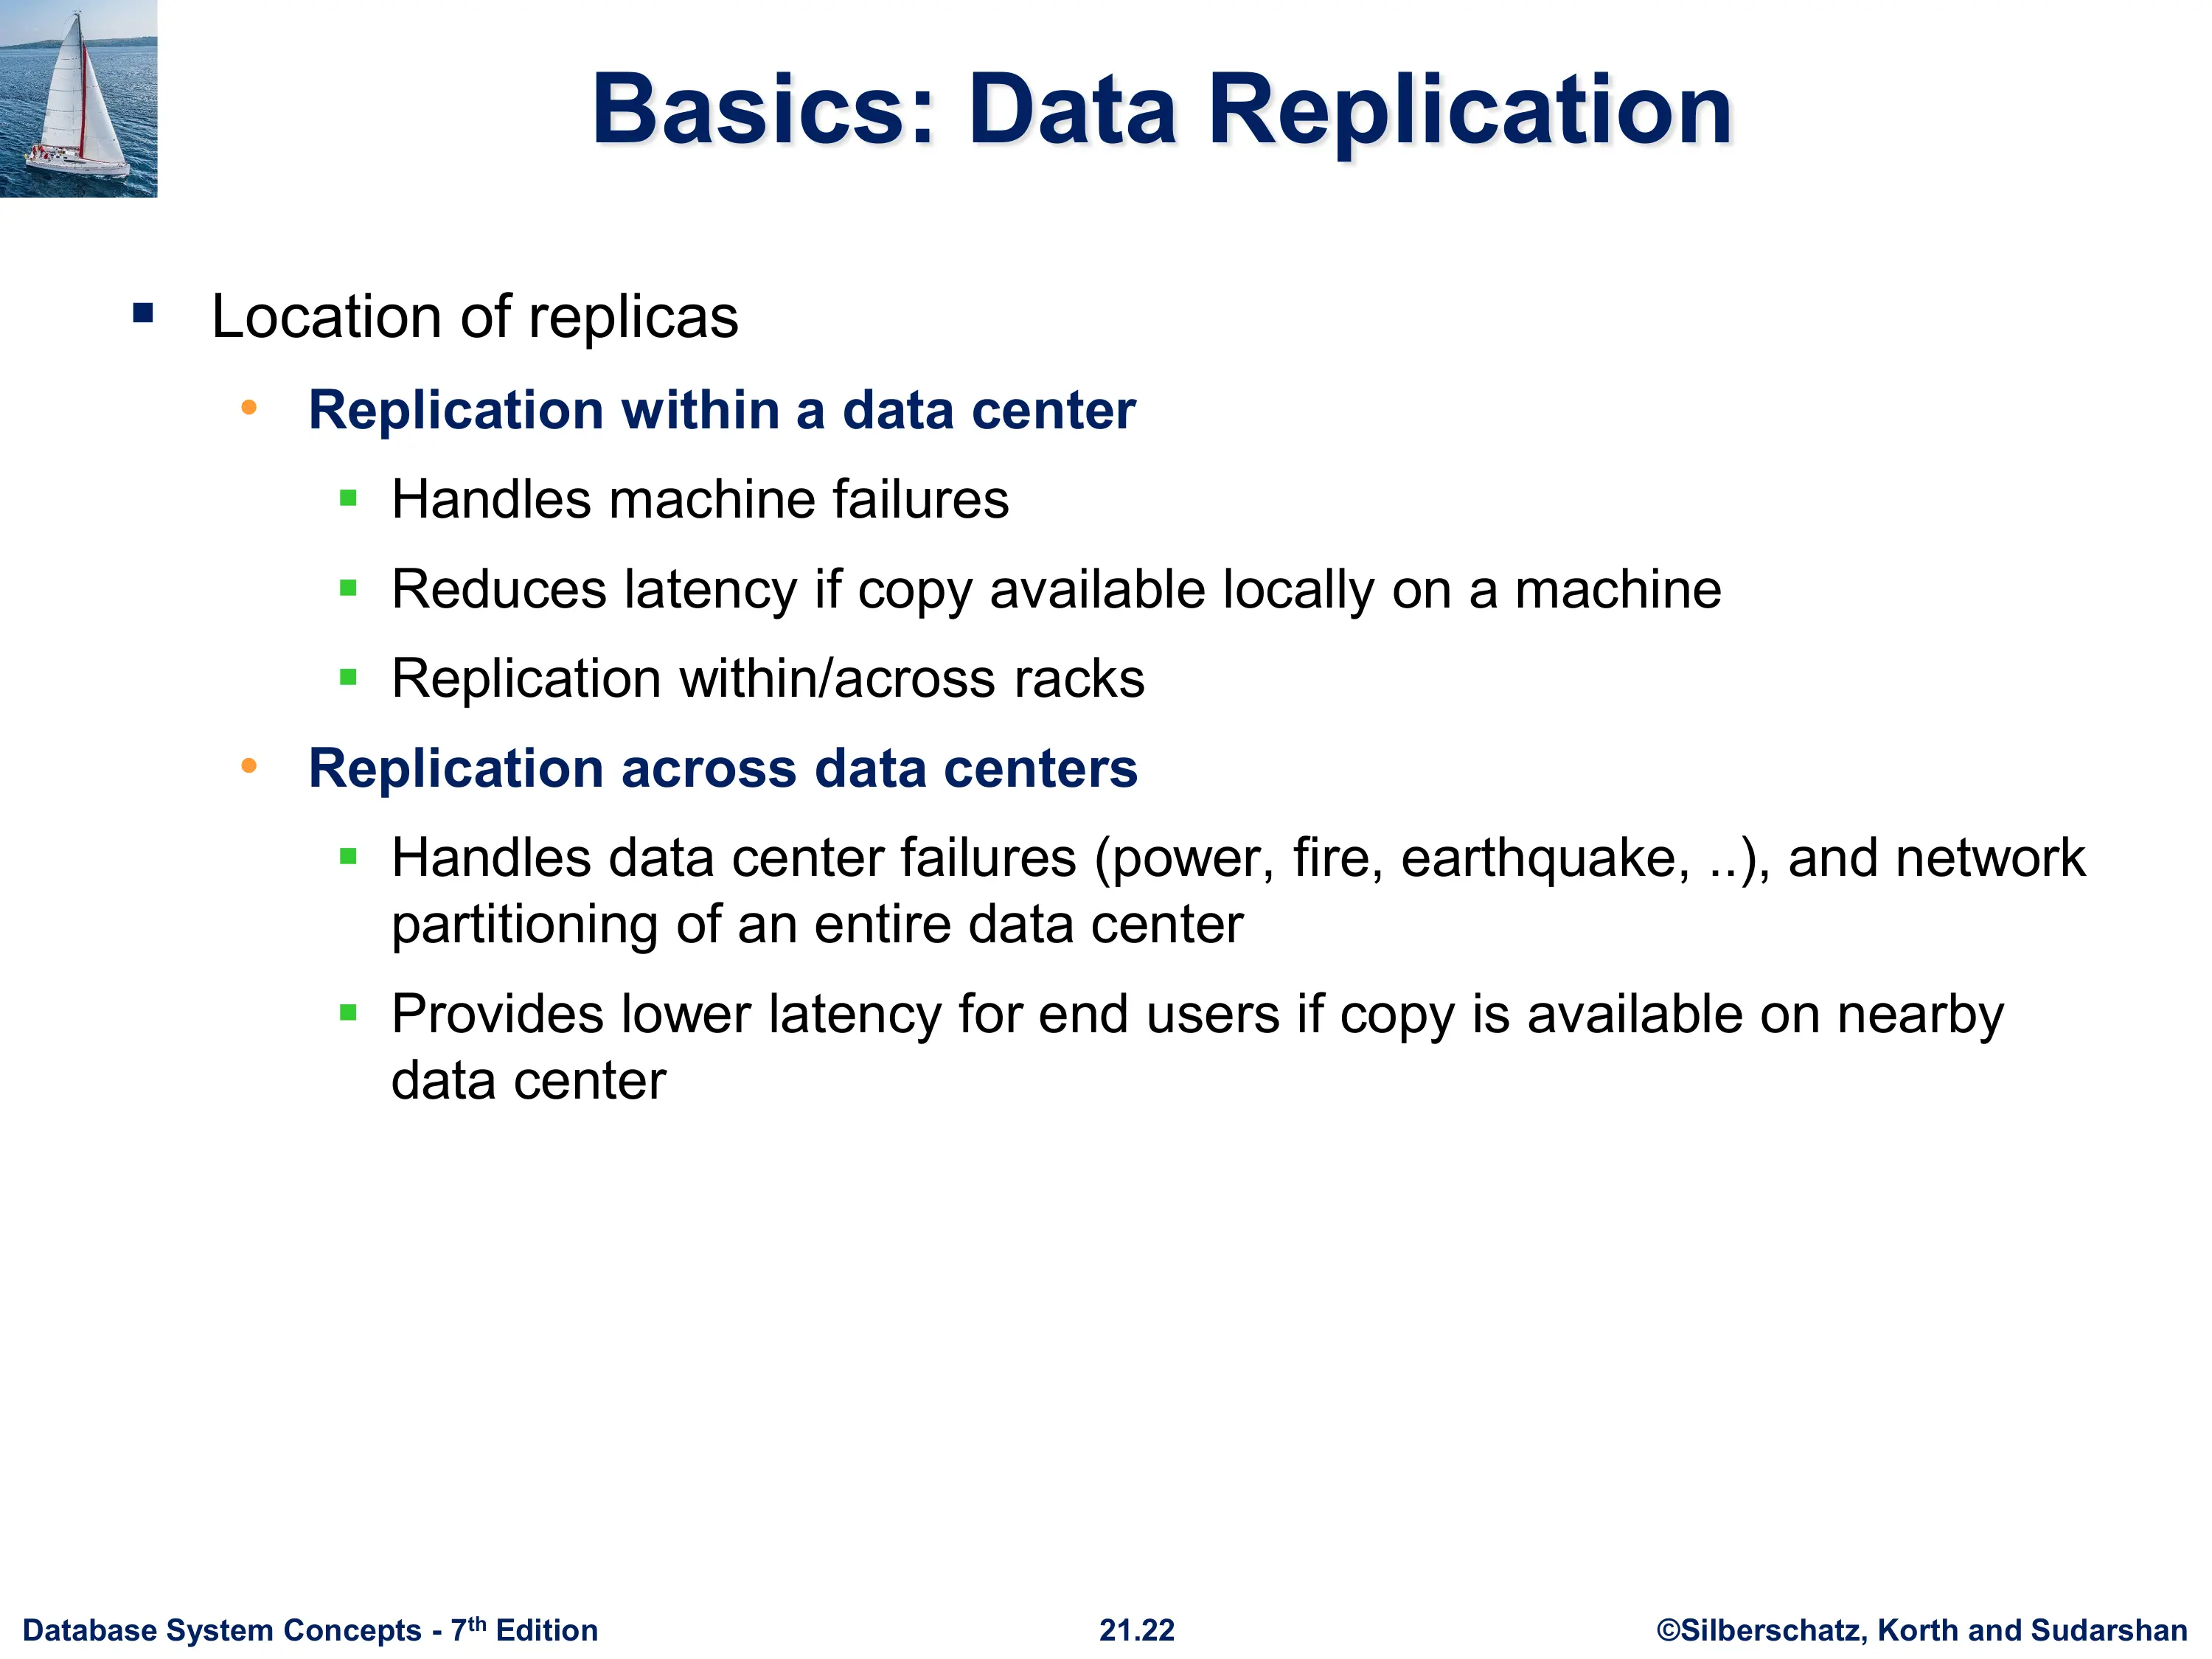 Basics: Data Replication
Location of replicas
Replication within a data center
Handles machine failures
Reduces latency if copy available locally on a machine
Replication within/across racks
Replication across data centers
Handles data center failures (power, fire, earthquake, ..), and network
partitioning of an entire data center
Provides lower latency for end users if copy is available on nearby
data center
Database System Concepts - 7th Edition
21.22
©Silberschatz, Korth and Sudarshan